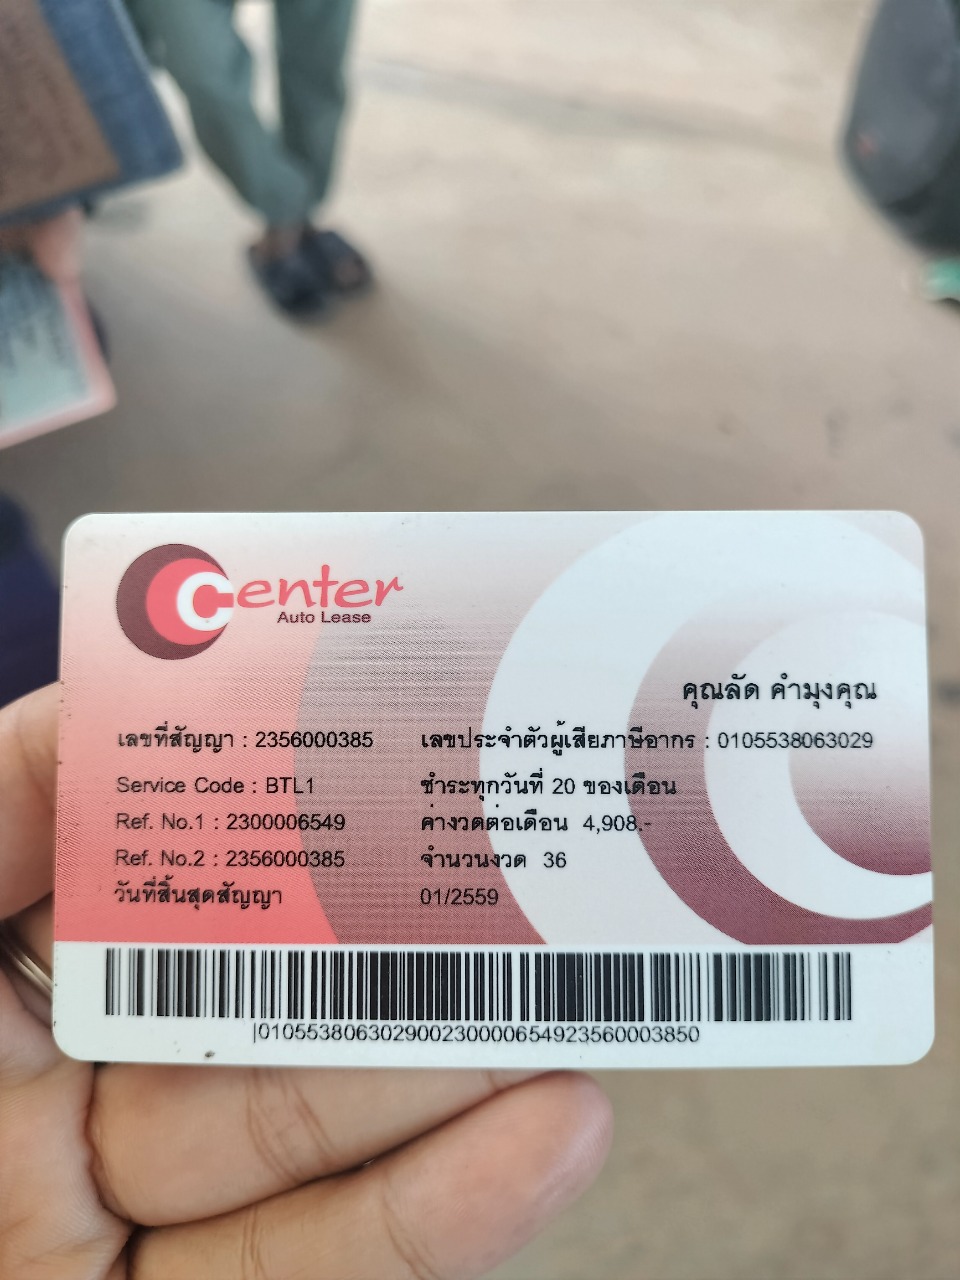 Center
Auto Lease
คุณลัด คำมุงคุณ
เลขที่สัญญา : 2356000385 เลขประจำตัวผู้เสียภาษีอากร : 0105538063029
Service Code : BTL1 ชำระทุกวันที่ 20 ของเดือน
Ref. No.1 : 2300006549 ค่างวดต่อเดือน 4,908.-
Ref. No.2 : 2356000385 จำนวนงวด 36
วันที่สิ้นสุดสัญญา 01/2559
|010553806302900230000654923560003850